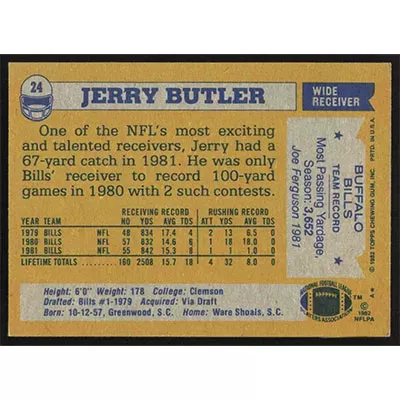 24
JERRY BUTLER
WIDE
RECEIVER
One of the NFL's most exciting
and talented receivers, Jerry had a
67-yard catch in 1981. He was only
Bills' receiver to record 100-yard
games in 1980 with 2 such contests.
RECEIVING RECORD RUSHING RECORD
YEAR TEAM NO YDS AVG TDS ATT YDS AVG TDS
1979 BILLS NFL 48 834 17.4 4 2 13 6.5 0
1980 BILLS NFL 57 832 14.6 6 1 18 18.0 0
1981 BILLS NFL 55 842 15.3 8 1 1 1.0 0
LIFETIME TOTALS 160 2508 15.7 18 4 32 8.0 0
Height: 6'0" Weight: 178 College: Clemson
Drafted: Bills #1-1979 Acquired: Via Draft
Born: 10-12-57, Greenwood, S.C. Home: Ware Shoals, S.C.
BUFFALO
BILLS
TEAM RECORD
Most Passing Yardage,
Season: 3,652
Joe Ferguson 1981
© 1982 TOPPS CHEWING GUM, INC. PRTD. IN U.S.A.
A
NATIONAL FOOTBALL LEAGUE
PLAYERS ASSOCIATION
TM
© 1982
NFLPA